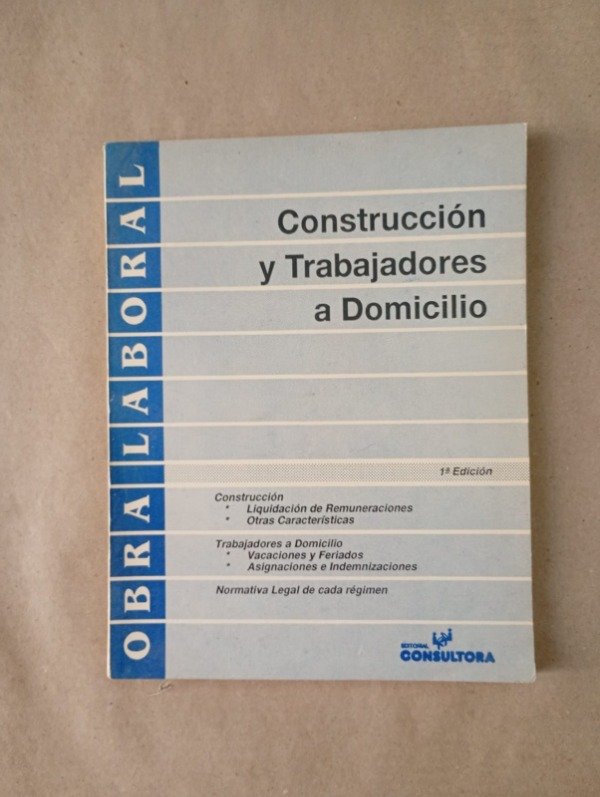 OBRA LABORAL
Construcción
y Trabajadores
a Domicilio
1ª Edición
Construcción
* Liquidación de Remuneraciones
* Otras Características
Trabajadores a Domicilio
* Vacaciones y Feriados
* Asignaciones e Indemnizaciones
Normativa Legal de cada régimen
EDITORIAL
CONSULTORA